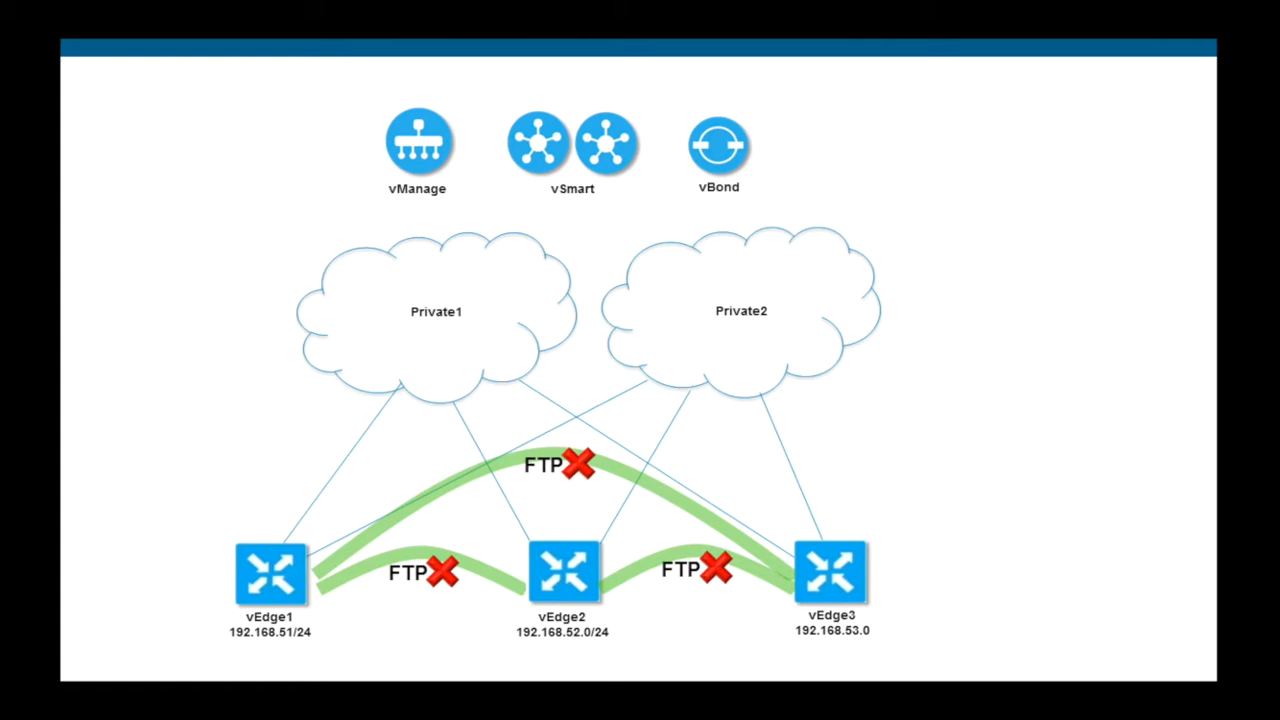 vManage
vSmart
vBond
Private1
Private2
FTP
FTP
FTP
vEdge1
192.168.51/24
vEdge2
192.168.52.0/24
vEdge3
192.168.53.0